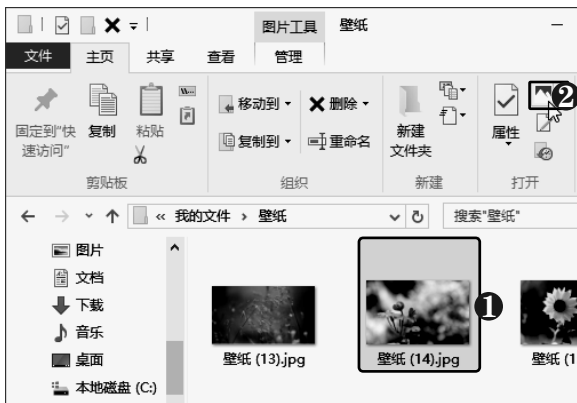 图片工具 壁纸
文件 主页 共享 查看 管理
固定到"快速访问"
复制
粘贴
移动到
复制到
删除
重命名
新建
文件夹
属性
剪贴板 组织 新建 打开
« 我的文件 › 壁纸
搜索"壁纸"
图片
文档
下载
音乐
桌面
本地磁盘 (C:)
壁纸 (13).jpg
壁纸 (14).jpg
壁纸 (1
1
2